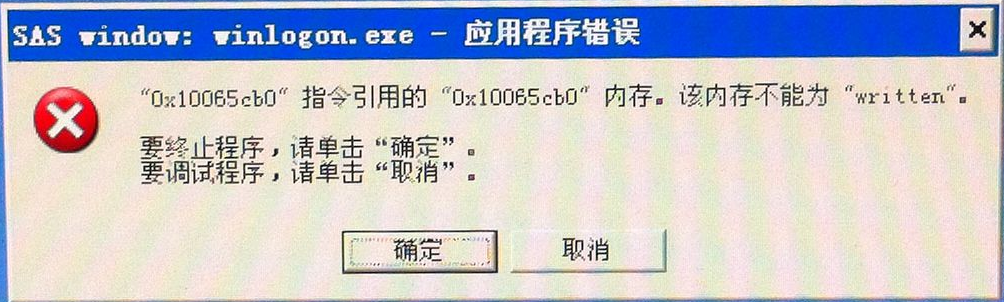 SAS window: winlogon.exe - 应用程序错误
"0x10065cb0" 指令引用的 "0x10065cb0" 内存。该内存不能为 "written"。
要终止程序，请单击“确定”。
要调试程序，请单击“取消”。
确定 取消